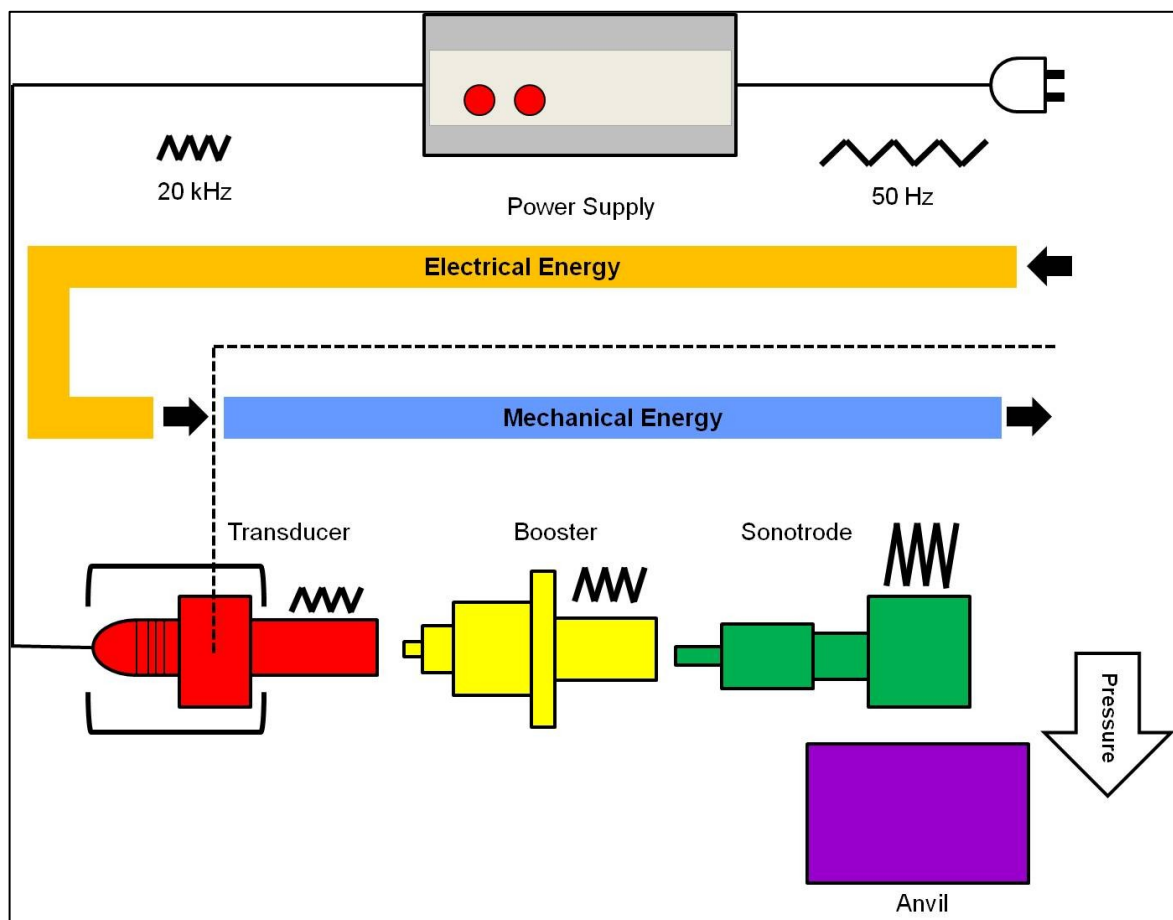 20 kHz
50 Hz
Power Supply
Electrical Energy
Mechanical Energy
Transducer
Booster
Sonotrode
Pressure
Anvil